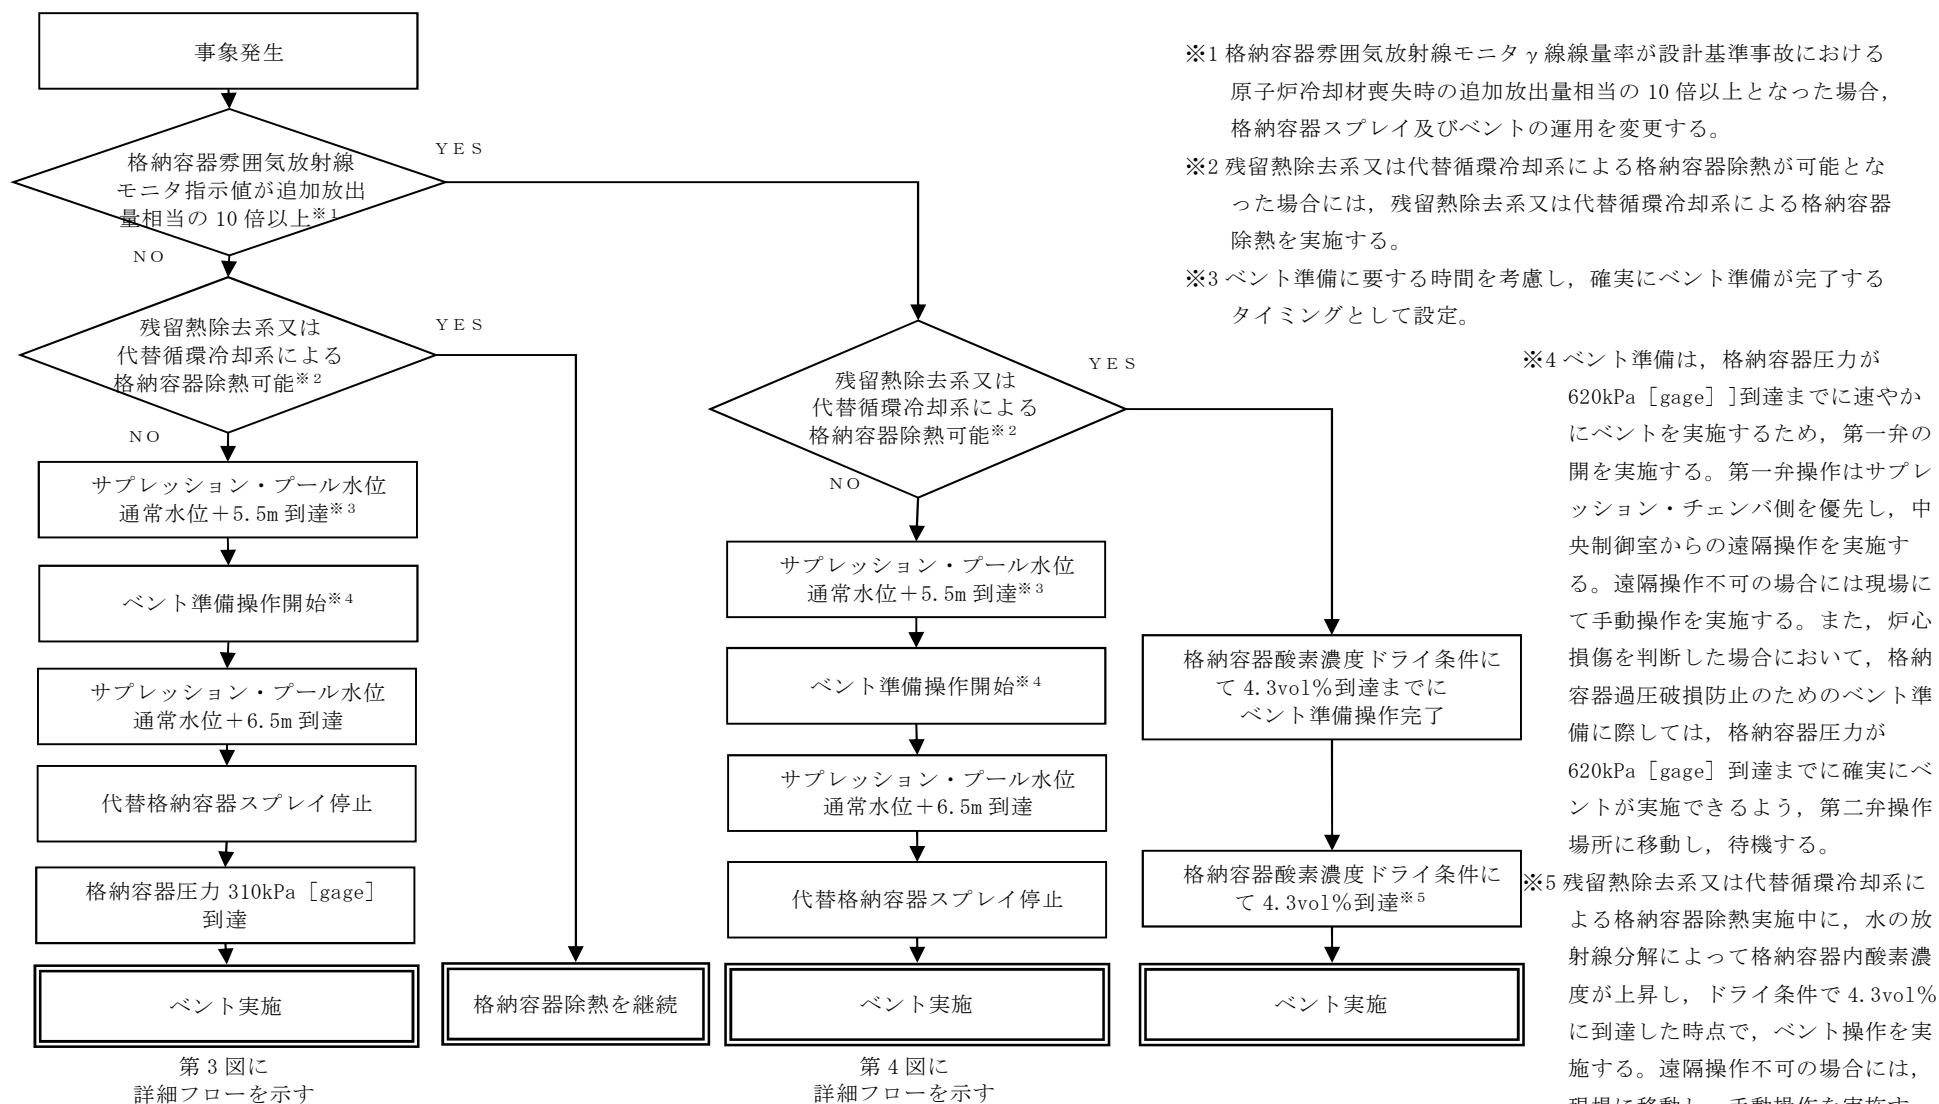 事象発生
格納容器雰囲気放射線
モニタ指示値が追加放出
量相当の 10 倍以上※1
YES
NO
残留熱除去系又は
代替循環冷却系による
格納容器除熱可能※2
YES
NO
サプレッション・プール水位
通常水位＋5.5m 到達※3
ベント準備操作開始※4
サプレッション・プール水位
通常水位＋6.5m 到達
代替格納容器スプレイ停止
格納容器圧力 310kPa［gage］
到達
ベント実施
第 3 図に
詳細フローを示す
格納容器除熱を継続
残留熱除去系又は
代替循環冷却系による
格納容器除熱可能※2
YES
NO
サプレッション・プール水位
通常水位＋5.5m 到達※3
ベント準備操作開始※4
サプレッション・プール水位
通常水位＋6.5m 到達
代替格納容器スプレイ停止
ベント実施
第 4 図に
詳細フローを示す
格納容器酸素濃度ドライ条件に
て 4.3vol％到達までに
ベント準備操作完了
格納容器酸素濃度ドライ条件に
て 4.3vol％到達※5
ベント実施
※1 格納容器雰囲気放射線モニタγ線線量率が設計基準事故における
原子炉冷却材喪失時の追加放出量相当の 10 倍以上となった場合，
格納容器スプレイ及びベントの運用を変更する。
※2 残留熱除去系又は代替循環冷却系による格納容器除熱が可能とな
った場合には，残留熱除去系又は代替循環冷却系による格納容器
除熱を実施する。
※3 ベント準備に要する時間を考慮し，確実にベント準備が完了する
タイミングとして設定。
※4 ベント準備は，格納容器圧力が
620kPa［gage］]到達までに速やか
にベントを実施するため，第一弁の
開を実施する。第一弁操作はサプレ
ッション・チェンバ側を優先し，中
央制御室からの遠隔操作を実施す
る。遠隔操作不可の場合には現場に
て手動操作を実施する。また，炉心
損傷を判断した場合において，格納
容器過圧破損防止のためのベント準
備に際しては，格納容器圧力が
620kPa［gage］到達までに確実にベ
ントが実施できるよう，第二弁操作
場所に移動し，待機する。
※5 残留熱除去系又は代替循環冷却系に
よる格納容器除熱実施中に，水の放
射線分解によって格納容器内酸素濃
度が上昇し，ドライ条件で 4.3vol％
に到達した時点で，ベント操作を実
施する。遠隔操作不可の場合には，